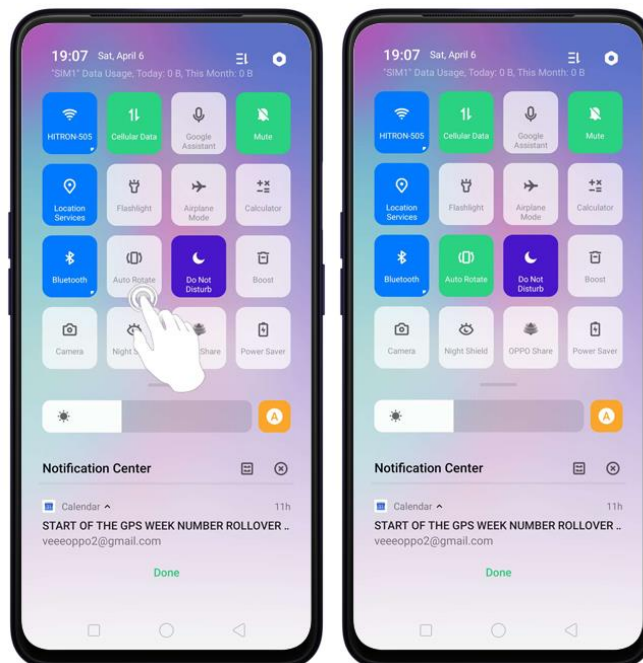 19:07 Sat, April 6
"SIM1" Data Usage, Today: 0 B, This Month: 0 B
HITRON-505
Cellular Data
Google
Assistant
Mute
Location
Services
Flashlight
Airplane
Mode
Calculator
Bluetooth
Auto Rotate
Do Not
Disturb
Boost
Camera
Night
Share
Power Saver
A
Notification Center
Calendar
11h
START OF THE GPS WEEK NUMBER ROLLOVER ..
veeeoppo2@gmail.com
Done
19:07 Sat, April 6
"SIM1" Data Usage, Today: 0 B, This Month: 0 B
HITRON-505
Cellular Data
Google
Assistant
Mute
Location
Services
Flashlight
Airplane
Mode
Calculator
Bluetooth
Auto Rotate
Do Not
Disturb
Boost
Camera
Night Shield
OPPO Share
Power Saver
A
Notification Center
Calendar
11h
START OF THE GPS WEEK NUMBER ROLLOVER ..
veeeoppo2@gmail.com
Done